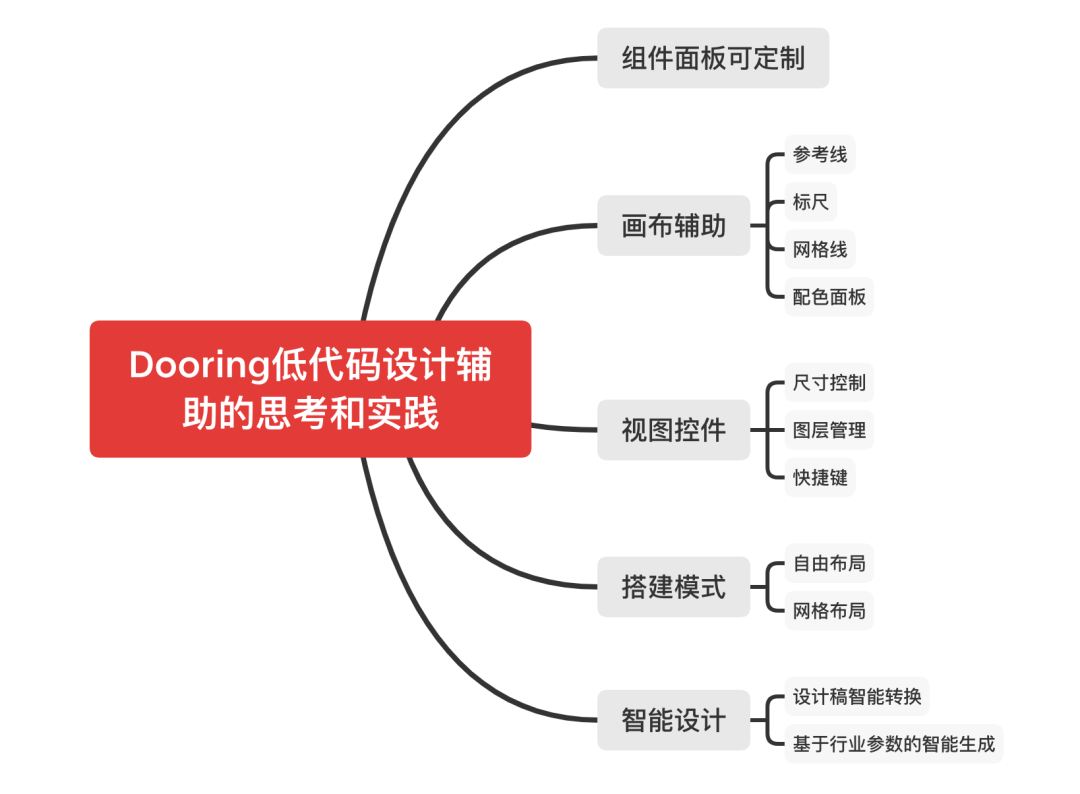 Dooring低代码设计辅
助的思考和实践
组件面板可定制
画布辅助
参考线
标尺
网格线
配色面板
视图控件
尺寸控制
图层管理
快捷键
搭建模式
自由布局
网格布局
智能设计
设计稿智能转换
基于行业参数的智能生成